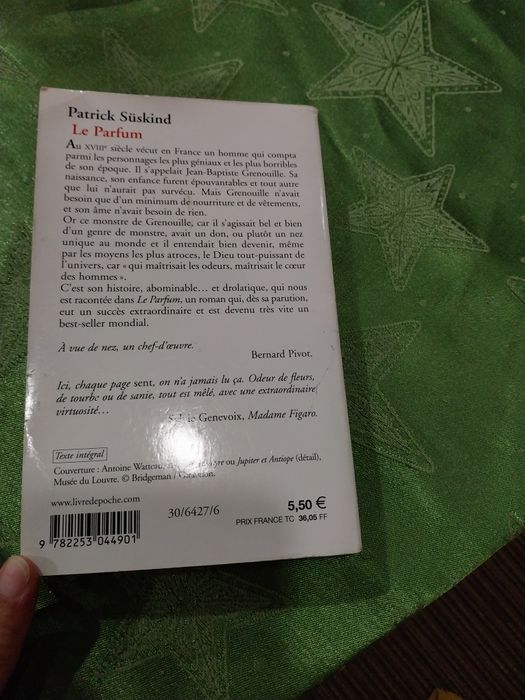 Patrick Süskind
Le Parfum
Au XVIIIe siècle vécut en France un homme qui compta
parmi les personnages les plus géniaux et les plus horribles
de son époque. Il s'appelait Jean-Baptiste Grenouille. Sa
naissance, son enfance furent épouvantables et tout autre
que lui n'aurait pas survécu. Mais Grenouille n'avait
besoin que d'un minimum de nourriture et de vêtements,
et son âme n'avait besoin de rien.
Or ce monstre de Grenouille, car il s'agissait bel et bien
d'un genre de monstre, avait un don, ou plutôt un nez
unique au monde et il entendait bien devenir, même
par les moyens les plus atroces, le Dieu tout-puissant de
l'univers, car « qui maîtrisait les odeurs, maîtrisait le cœur
des hommes ».
C'est son histoire, abominable… et drolatique, qui nous
est racontée dans Le Parfum, un roman qui, dès sa parution,
eut un succès extraordinaire et est devenu très vite un
best-seller mondial.
À vue de nez, un chef-d'œuvre.
Bernard Pivot.
Ici, chaque page sent, on n'a jamais lu ça. Odeur de fleurs,
de tourbe ou de sanie, tout est mêlé, avec une extraordinaire
virtuosité…
Genevoix, Madame Figaro.
Texte intégral
Couverture : Antoine Watteau, ou Jupiter et Antiope (détail),
Musée du Louvre. © Bridgeman /
www.livredepoche.com
30/6427/6
5,50 €
PRIX FRANCE TC 36,05 FF
9 782253 044901